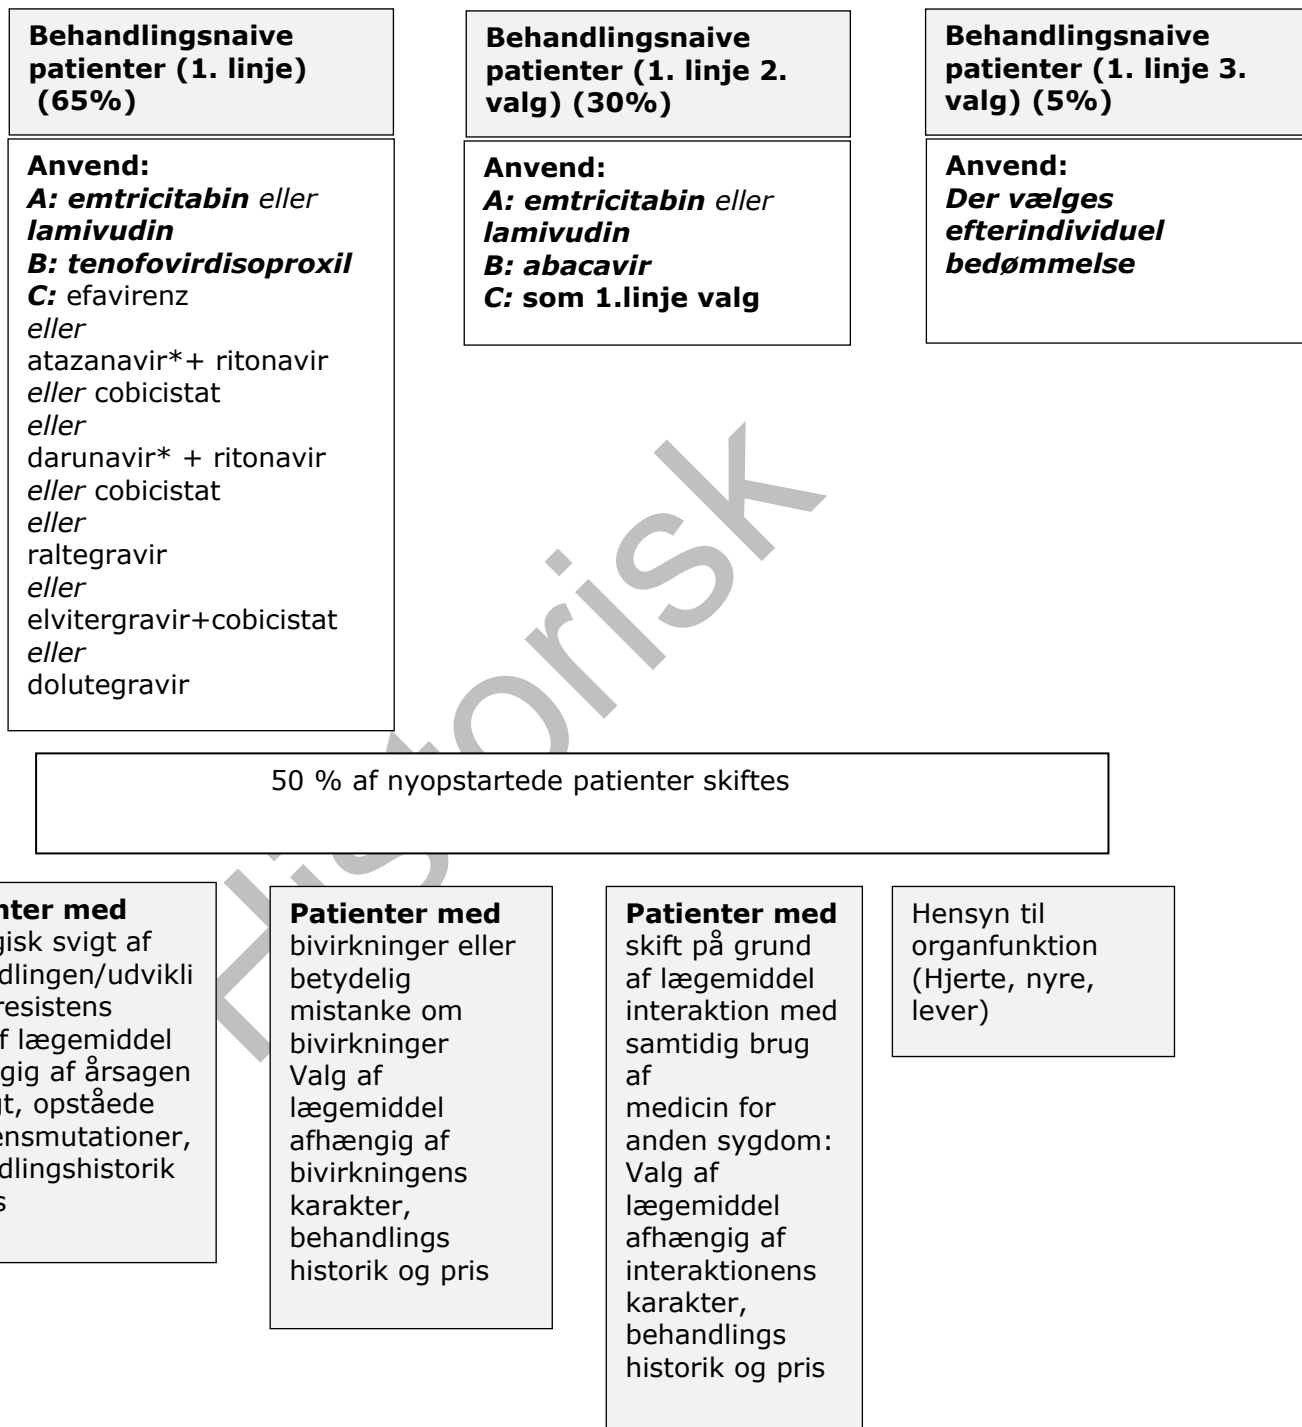 Behandlingsnaive
patienter (1. linje)
(65%)
Anvend:
A: emtricitabin eller
lamivudin
B: tenofovirdisoproxil
C: efavirenz
eller
atazanavir*+ ritonavir
eller cobicistat
eller
darunavir* + ritonavir
eller cobicistat
eller
raltegravir
eller
elvitergravir+cobicistat
eller
dolutegravir
Behandlingsnaive
patienter (1. linje 2.
valg) (30%)
Anvend:
A: emtricitabin eller
lamivudin
B: abacavir
C: som 1.linje valg
Behandlingsnaive
patienter (1. linje 3.
valg) (5%)
Anvend:
Der vælges
efterindividuel
bedømmelse
Historisk
50 % af nyopstartede patienter skiftes
med
svigt af
resistens
lægemiddel
af årsagen
opståede
Patienter med
bivirkninger eller
betydelig
mistanke om
bivirkninger
Valg af
lægemiddel
afhængig af
bivirkningens
karakter,
behandlings
historik og pris
Patienter med
skift på grund
af lægemiddel
interaktion med
samtidig brug
af
medicin for
anden sygdom:
Valg af
lægemiddel
afhængig af
interaktionens
karakter,
behandlings
historik og pris
Hensyn til
organfunktion
(Hjerte, nyre,
lever)